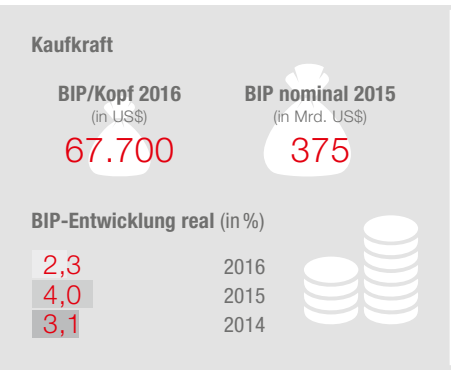 Kaufkraft
BIP/Kopf 2016
(in US$)
67.700
BIP nominal 2015
(in Mrd. US$)
375
BIP-Entwicklung real (in %)
2,3 2016
4,0 2015
3,1 2014